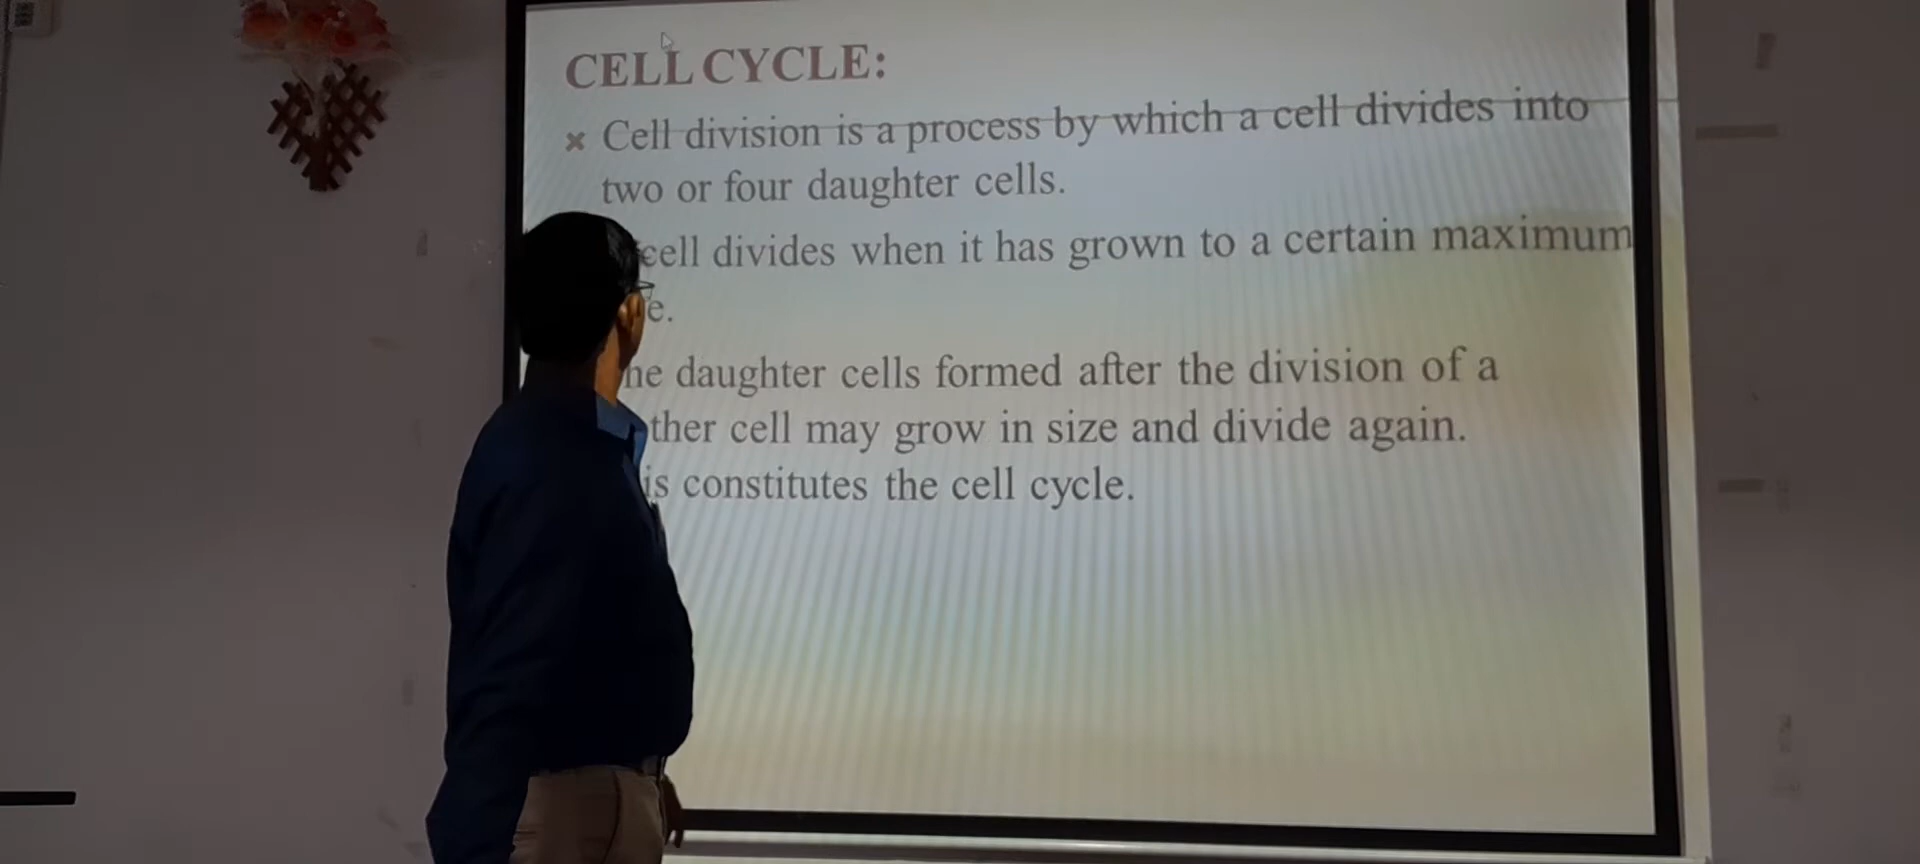 CELL CYCLE:
Cell division is a process by which a cell divides into
two or four daughter cells.
cell divides when it has grown to a certain maximum
e.
he daughter cells formed after the division of a
ther cell may grow in size and divide again.
is constitutes the cell cycle.